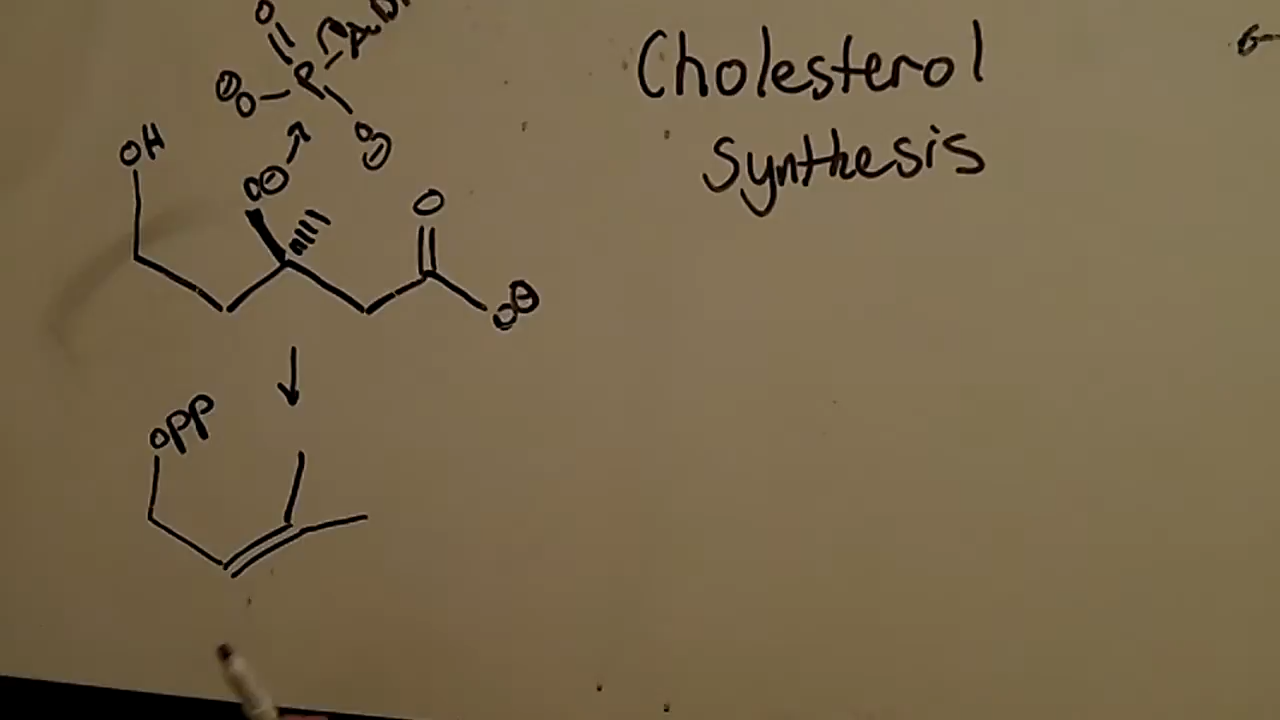 Cholesterol
Synthesis
O
P
⊖O
O⊖
OH
O⊖
O
O⊖
OPP